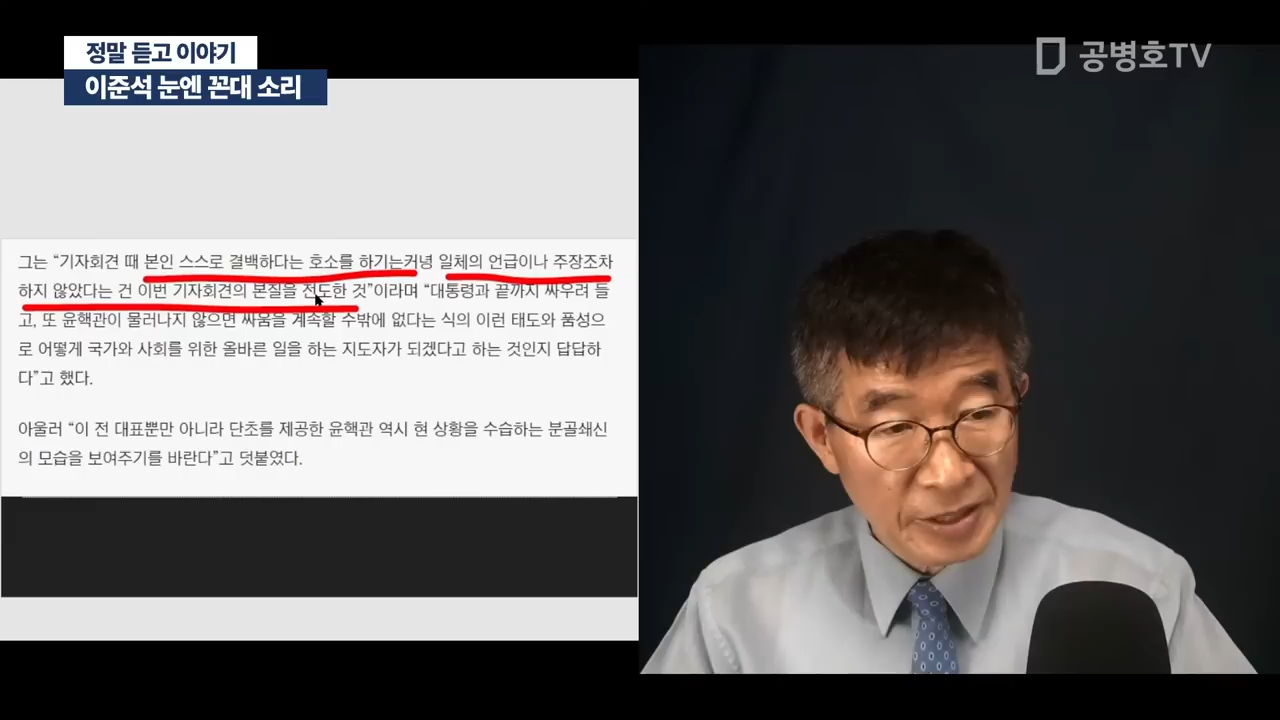 정말 듣고 이야기
이준석 눈엔 꼰대 소리
공병호TV
그는 “기자회견 때 본인 스스로 결백하다는 호소를 하기는커녕 일체의 언급이나 주장조차
하지 않았다는 건 이번 기자회견의 본질을 전도한 것”이라며 “대통령과 끝까지 싸우려 들
고, 또 윤핵관이 물러나지 않으면 싸움을 계속할 수밖에 없다는 식의 이런 태도와 품성으
로 어떻게 국가와 사회를 위한 올바른 일을 하는 지도자가 되겠다고 하는 것인지 답답하
다”고 했다.
아울러 “이 전 대표뿐만 아니라 단초를 제공한 윤핵관 역시 현 상황을 수습하는 분골쇄신
의 모습을 보여주기를 바란다”고 덧붙였다.